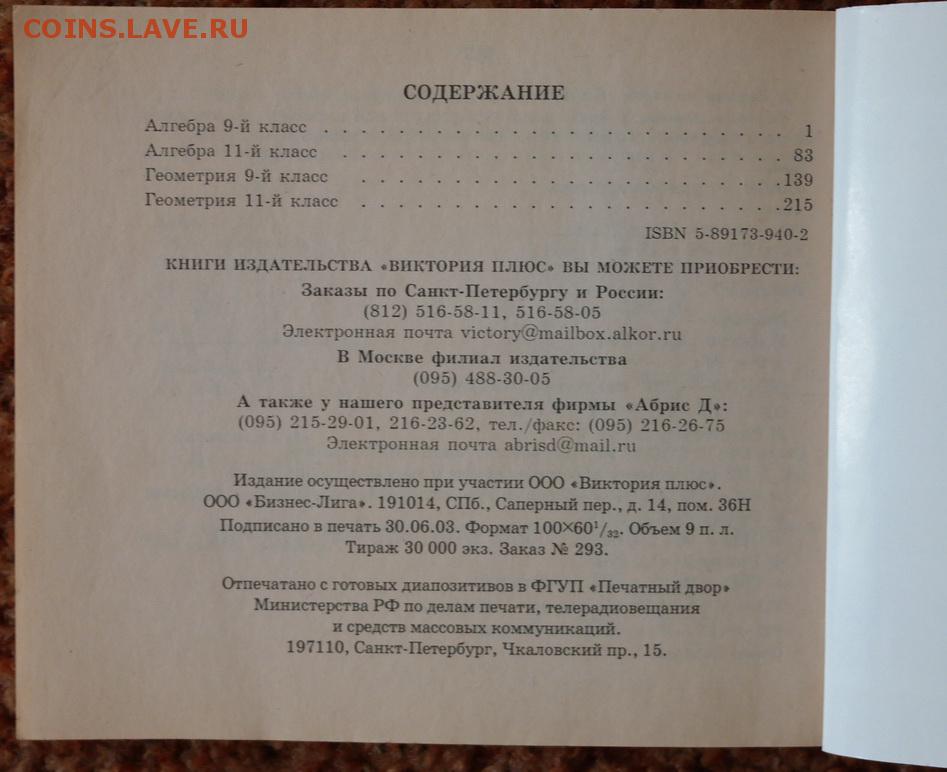 COINS.LAVE.RU
СОДЕРЖАНИЕ
Алгебра 9-й класс . . . . . . . . . . . . . . . . . . . . . . . . . 1
Алгебра 11-й класс . . . . . . . . . . . . . . . . . . . . . . . . 83
Геометрия 9-й класс . . . . . . . . . . . . . . . . . . . . . . . 139
Геометрия 11-й класс . . . . . . . . . . . . . . . . . . . . . . . 215
ISBN 5-89173-940-2
КНИГИ ИЗДАТЕЛЬСТВА «ВИКТОРИЯ ПЛЮС» ВЫ МОЖЕТЕ ПРИОБРЕСТИ:
Заказы по Санкт-Петербургу и России:
(812) 516-58-11, 516-58-05
Электронная почта victory@mailbox.alkor.ru
В Москве филиал издательства
(095) 488-30-05
А также у нашего представителя фирмы «Абрис Д»:
(095) 215-29-01, 216-23-62, тел./факс: (095) 216-26-75
Электронная почта abrisd@mail.ru
Издание осуществлено при участии ООО «Виктория плюс».
ООО «Бизнес-Лига». 191014, СПб., Саперный пер., д. 14, пом. 36Н
Подписано в печать 30.06.03. Формат 100×60¹/₃₂. Объем 9 п. л.
Тираж 30 000 экз. Заказ № 293.
Отпечатано с готовых диапозитивов в ФГУП «Печатный двор»
Министерства РФ по делам печати, телерадиовещания
и средств массовых коммуникаций.
197110, Санкт-Петербург, Чкаловский пр., 15.